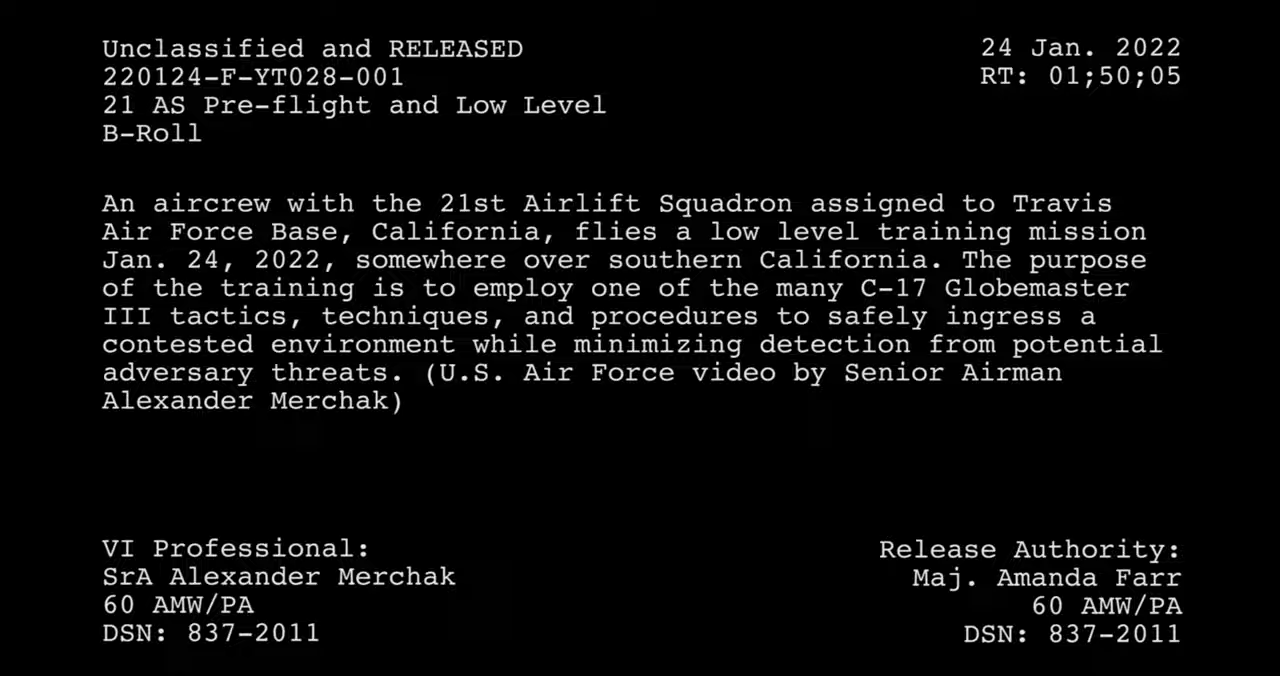 Unclassified and RELEASED
24 Jan. 2022
220124-F-YT028-001
RT: 01;50;05
21 AS Pre-flight and Low Level
B-Roll
An aircrew with the 21st Airlift Squadron assigned to Travis
Air Force Base, California, flies a low level training mission
Jan. 24, 2022, somewhere over southern California. The purpose
of the training is to employ one of the many C-17 Globemaster
III tactics, techniques, and procedures to safely ingress a
contested environment while minimizing detection from potential
adversary threats. (U.S. Air Force video by Senior Airman
Alexander Merchak)
VI Professional:
SrA Alexander Merchak
60 AMW/PA
DSN: 837-2011
Release Authority:
Maj. Amanda Farr
60 AMW/PA
DSN: 837-2011